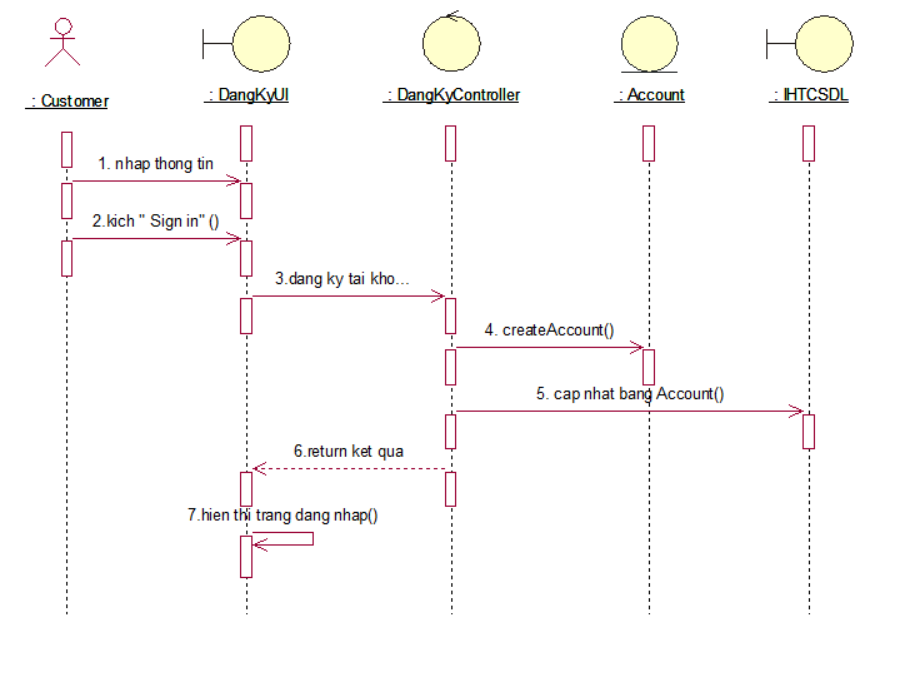 _: Customer
_: DangKyUI
_: DangKyController
_: Account
_: IHTCSDL
1. nhap thong tin
2.kich " Sign in" ()
3.dang ky tai kho...
4. createAccount()
5. cap nhat bang Account()
6.return ket qua
7.hien thi trang dang nhap()